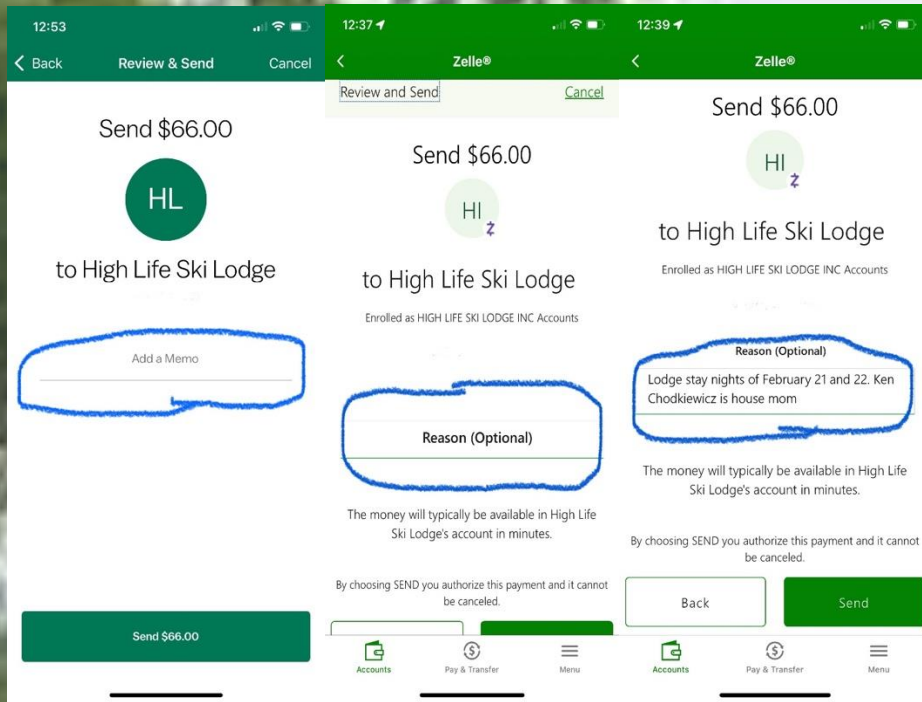 12:53
Back Review & Send Cancel
Send $66.00
HL
to High Life Ski Lodge
Add a Memo
Send $66.00
12:37
Zelle®
Review and Send Cancel
Send $66.00
HI
to High Life Ski Lodge
Enrolled as HIGH LIFE SKI LODGE INC Accounts
Reason (Optional)
The money will typically be available in High Life
Ski Lodge's account in minutes.
By choosing SEND you authorize this payment and it cannot
be canceled.
Accounts Pay & Transfer Menu
12:39
Zelle®
Send $66.00
HI
to High Life Ski Lodge
Enrolled as HIGH LIFE SKI LODGE INC Accounts
Reason (Optional)
Lodge stay nights of February 21 and 22. Ken
Chodkiewicz is house mom
The money will typically be available in High Life
Ski Lodge's account in minutes.
By choosing SEND you authorize this payment and it cannot
be canceled.
Back Send
Accounts Pay & Transfer Menu